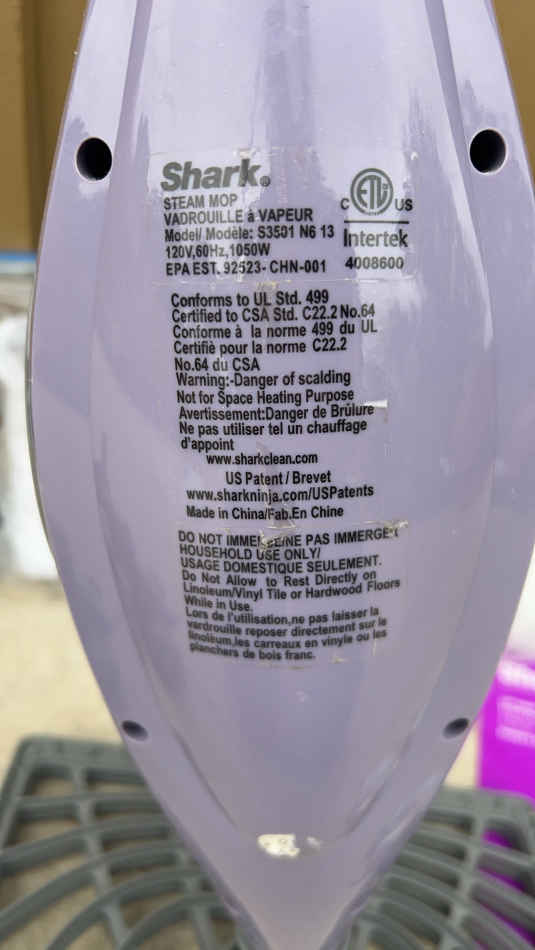 Shark®
STEAM MOP
VADROUILLE à VAPEUR
Model/ Modèle: S3501 N6 13
120V,60Hz,1050W
EPA EST. 92523- CHN-001
C ETL US
Intertek
4008600
Conforms to UL Std. 499
Certified to CSA Std. C22.2 No.64
Conforme à la norme 499 du UL
Certifiè pour la norme C22.2
No.64 du CSA
Warning:-Danger of scalding
Not for Space Heating Purpose
Avertissement:Danger de Brûlure
Ne pas utiliser tel un chauffage
d'appoint
www.sharkclean.com
US Patent / Brevet
www.sharkninja.com/USPatents
Made in China/Fab.En Chine
DO NOT IMMERSE/NE PAS IMMERGER
HOUSEHOLD USE ONLY/
USAGE DOMESTIQUE SEULEMENT.
Do Not Allow to Rest Directly on
Linoleum/Vinyl Tile or Hardwood Floors
While in Use.
Lors de l'utilisation,ne pas laisser la
vardrouille reposer directement sur le
linolèum,les carreaux en vinyle ou les
planchers de bois franc.